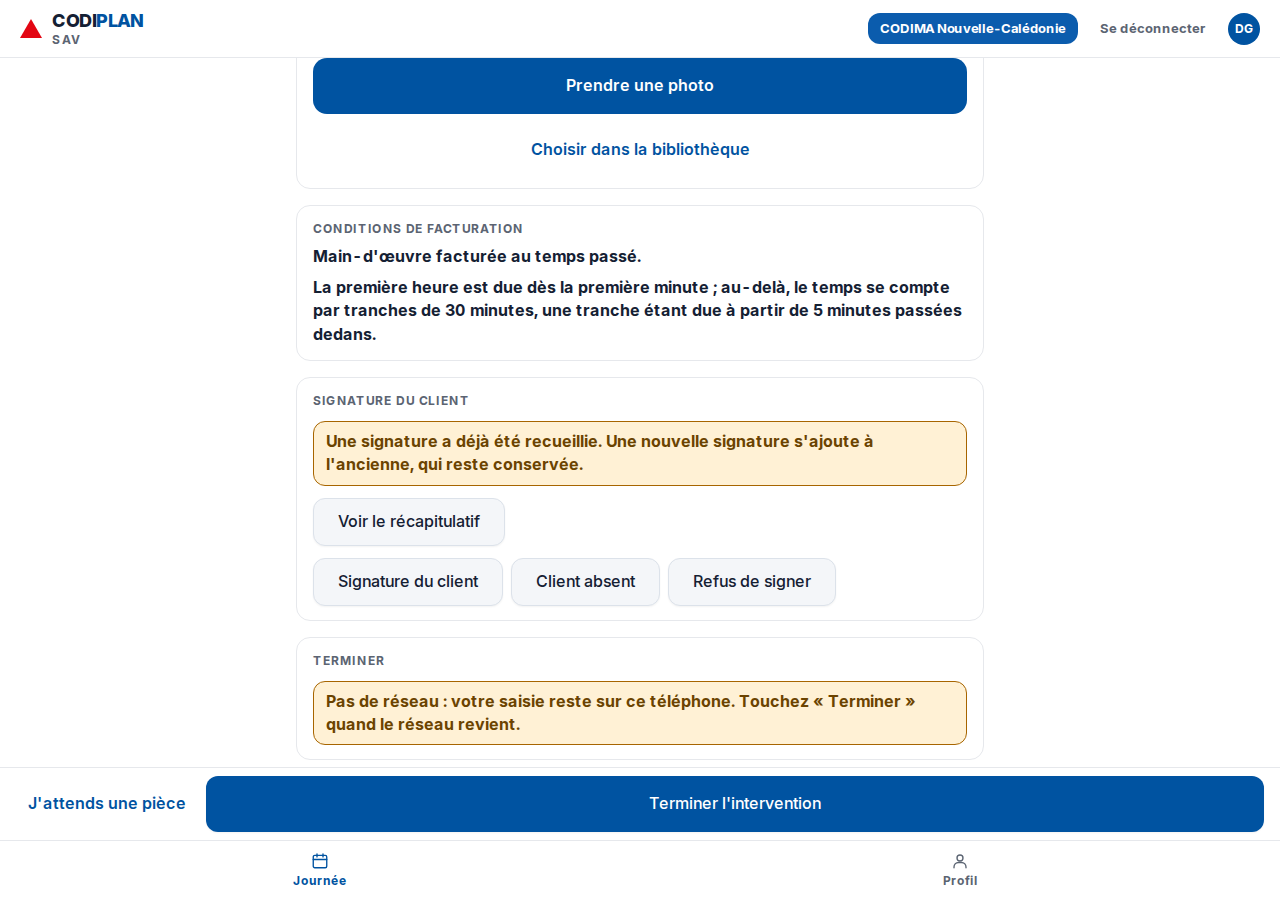 CODIPLAN
SAV
CODIMA Nouvelle-Calédonie
Se déconnecter
DG
Prendre une photo
Choisir dans la bibliothèque
CONDITIONS DE FACTURATION
Main-d'œuvre facturée au temps passé.
La première heure est due dès la première minute ; au-delà, le temps se compte
par tranches de 30 minutes, une tranche étant due à partir de 5 minutes passées
dedans.
SIGNATURE DU CLIENT
Une signature a déjà été recueillie. Une nouvelle signature s'ajoute à
l'ancienne, qui reste conservée.
Voir le récapitulatif
Signature du client
Client absent
Refus de signer
TERMINER
Pas de réseau : votre saisie reste sur ce téléphone. Touchez « Terminer »
quand le réseau revient.
J'attends une pièce
Terminer l'intervention
Journée
Profil